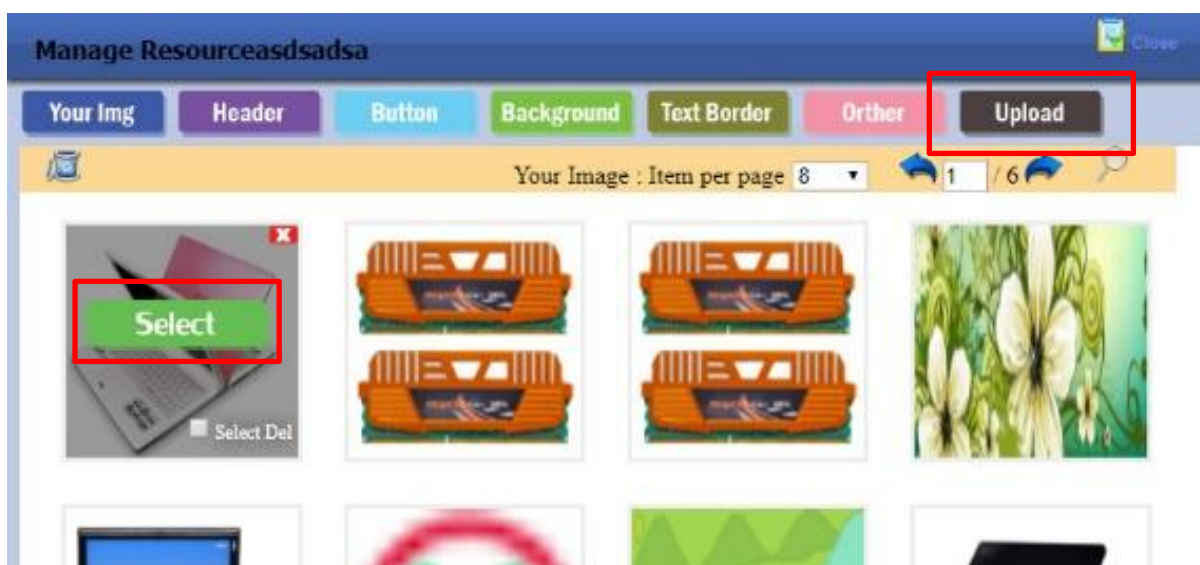 Manage Resourceasdsadsa
Close
Your Img Header Button Background Text Border Orther Upload
Your Image : Item per page 8 1 / 6
X
Select
Select Del